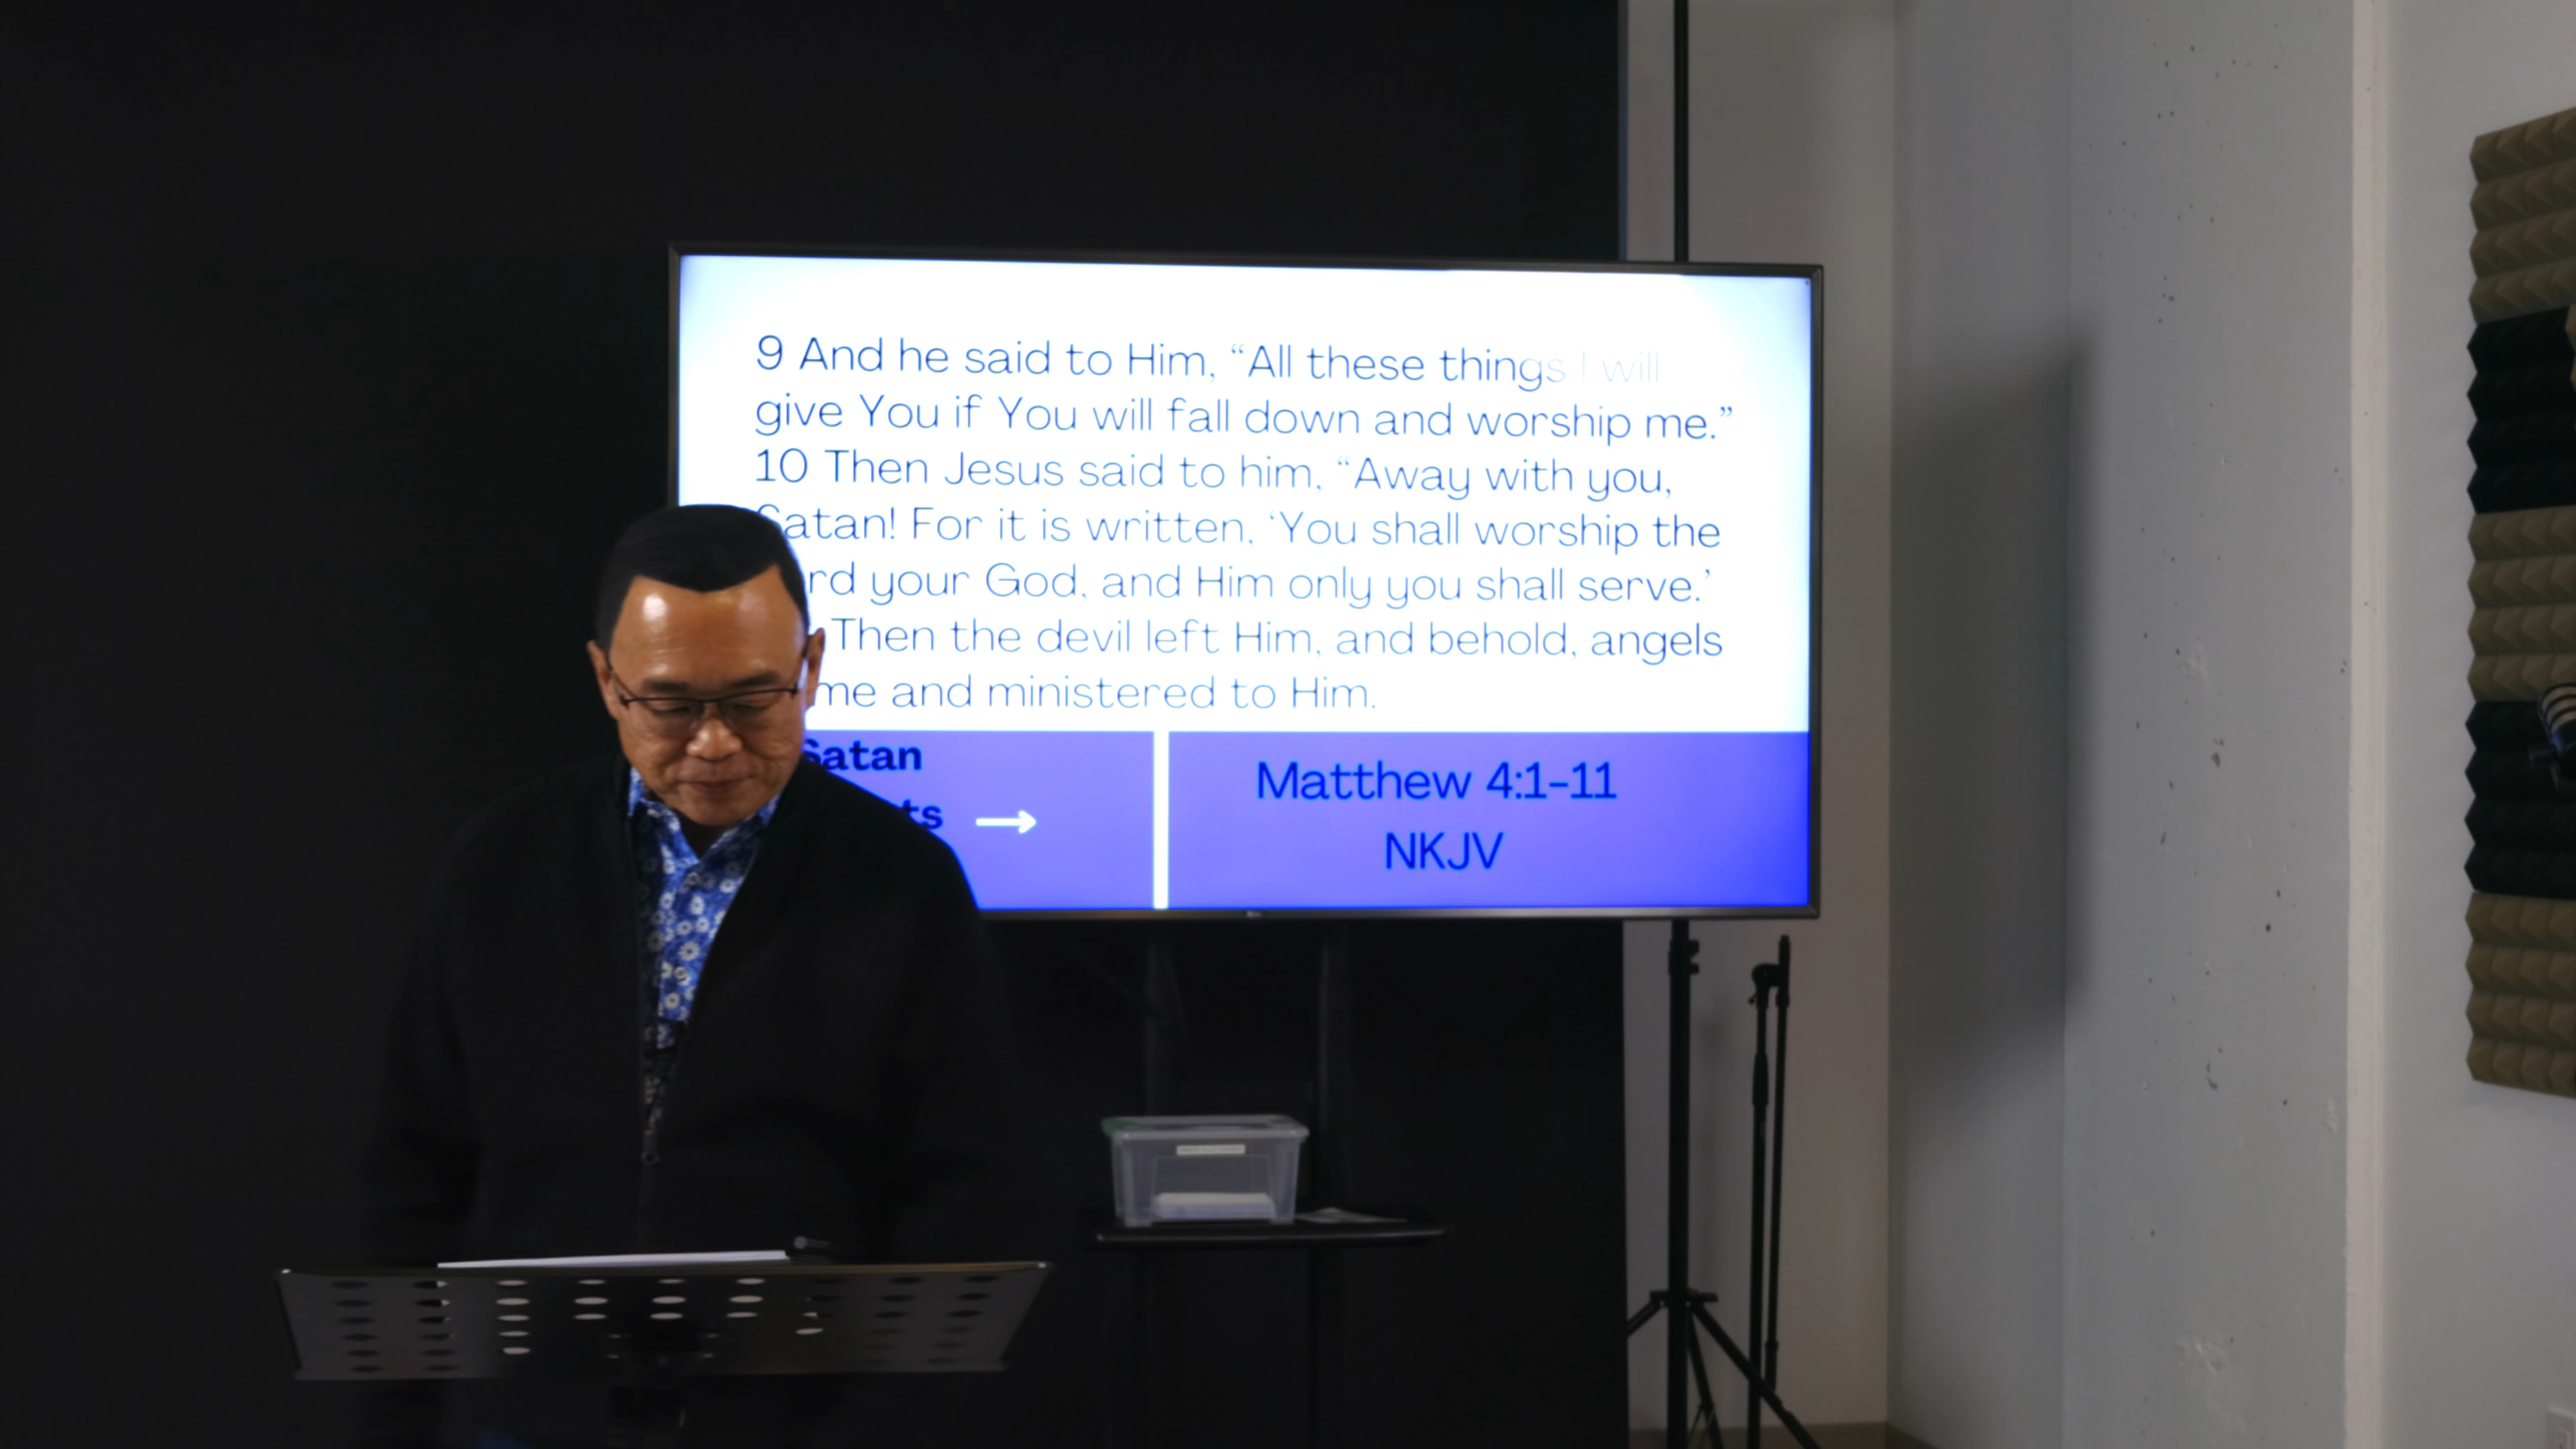 9 And he said to Him, “All these things I will
give You if You will fall down and worship me.”
10 Then Jesus said to him, “Away with you,
Satan! For it is written, ‘You shall worship the
rd your God, and Him only you shall serve.’
Then the devil left Him, and behold, angels
me and ministered to Him.
Satan
ts →
Matthew 4:1–11
NKJV